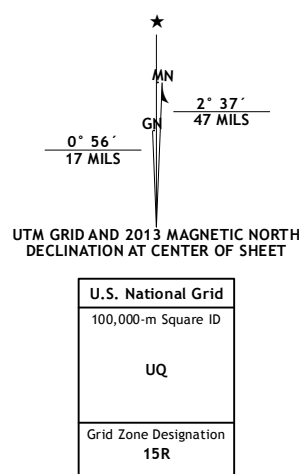 ★
MN
2° 37´
47 MILS
GN
0° 56´
17 MILS
UTM GRID AND 2013 MAGNETIC NORTH
DECLINATION AT CENTER OF SHEET
U.S. National Grid
100,000-m Square ID
UQ
Grid Zone Designation
15R